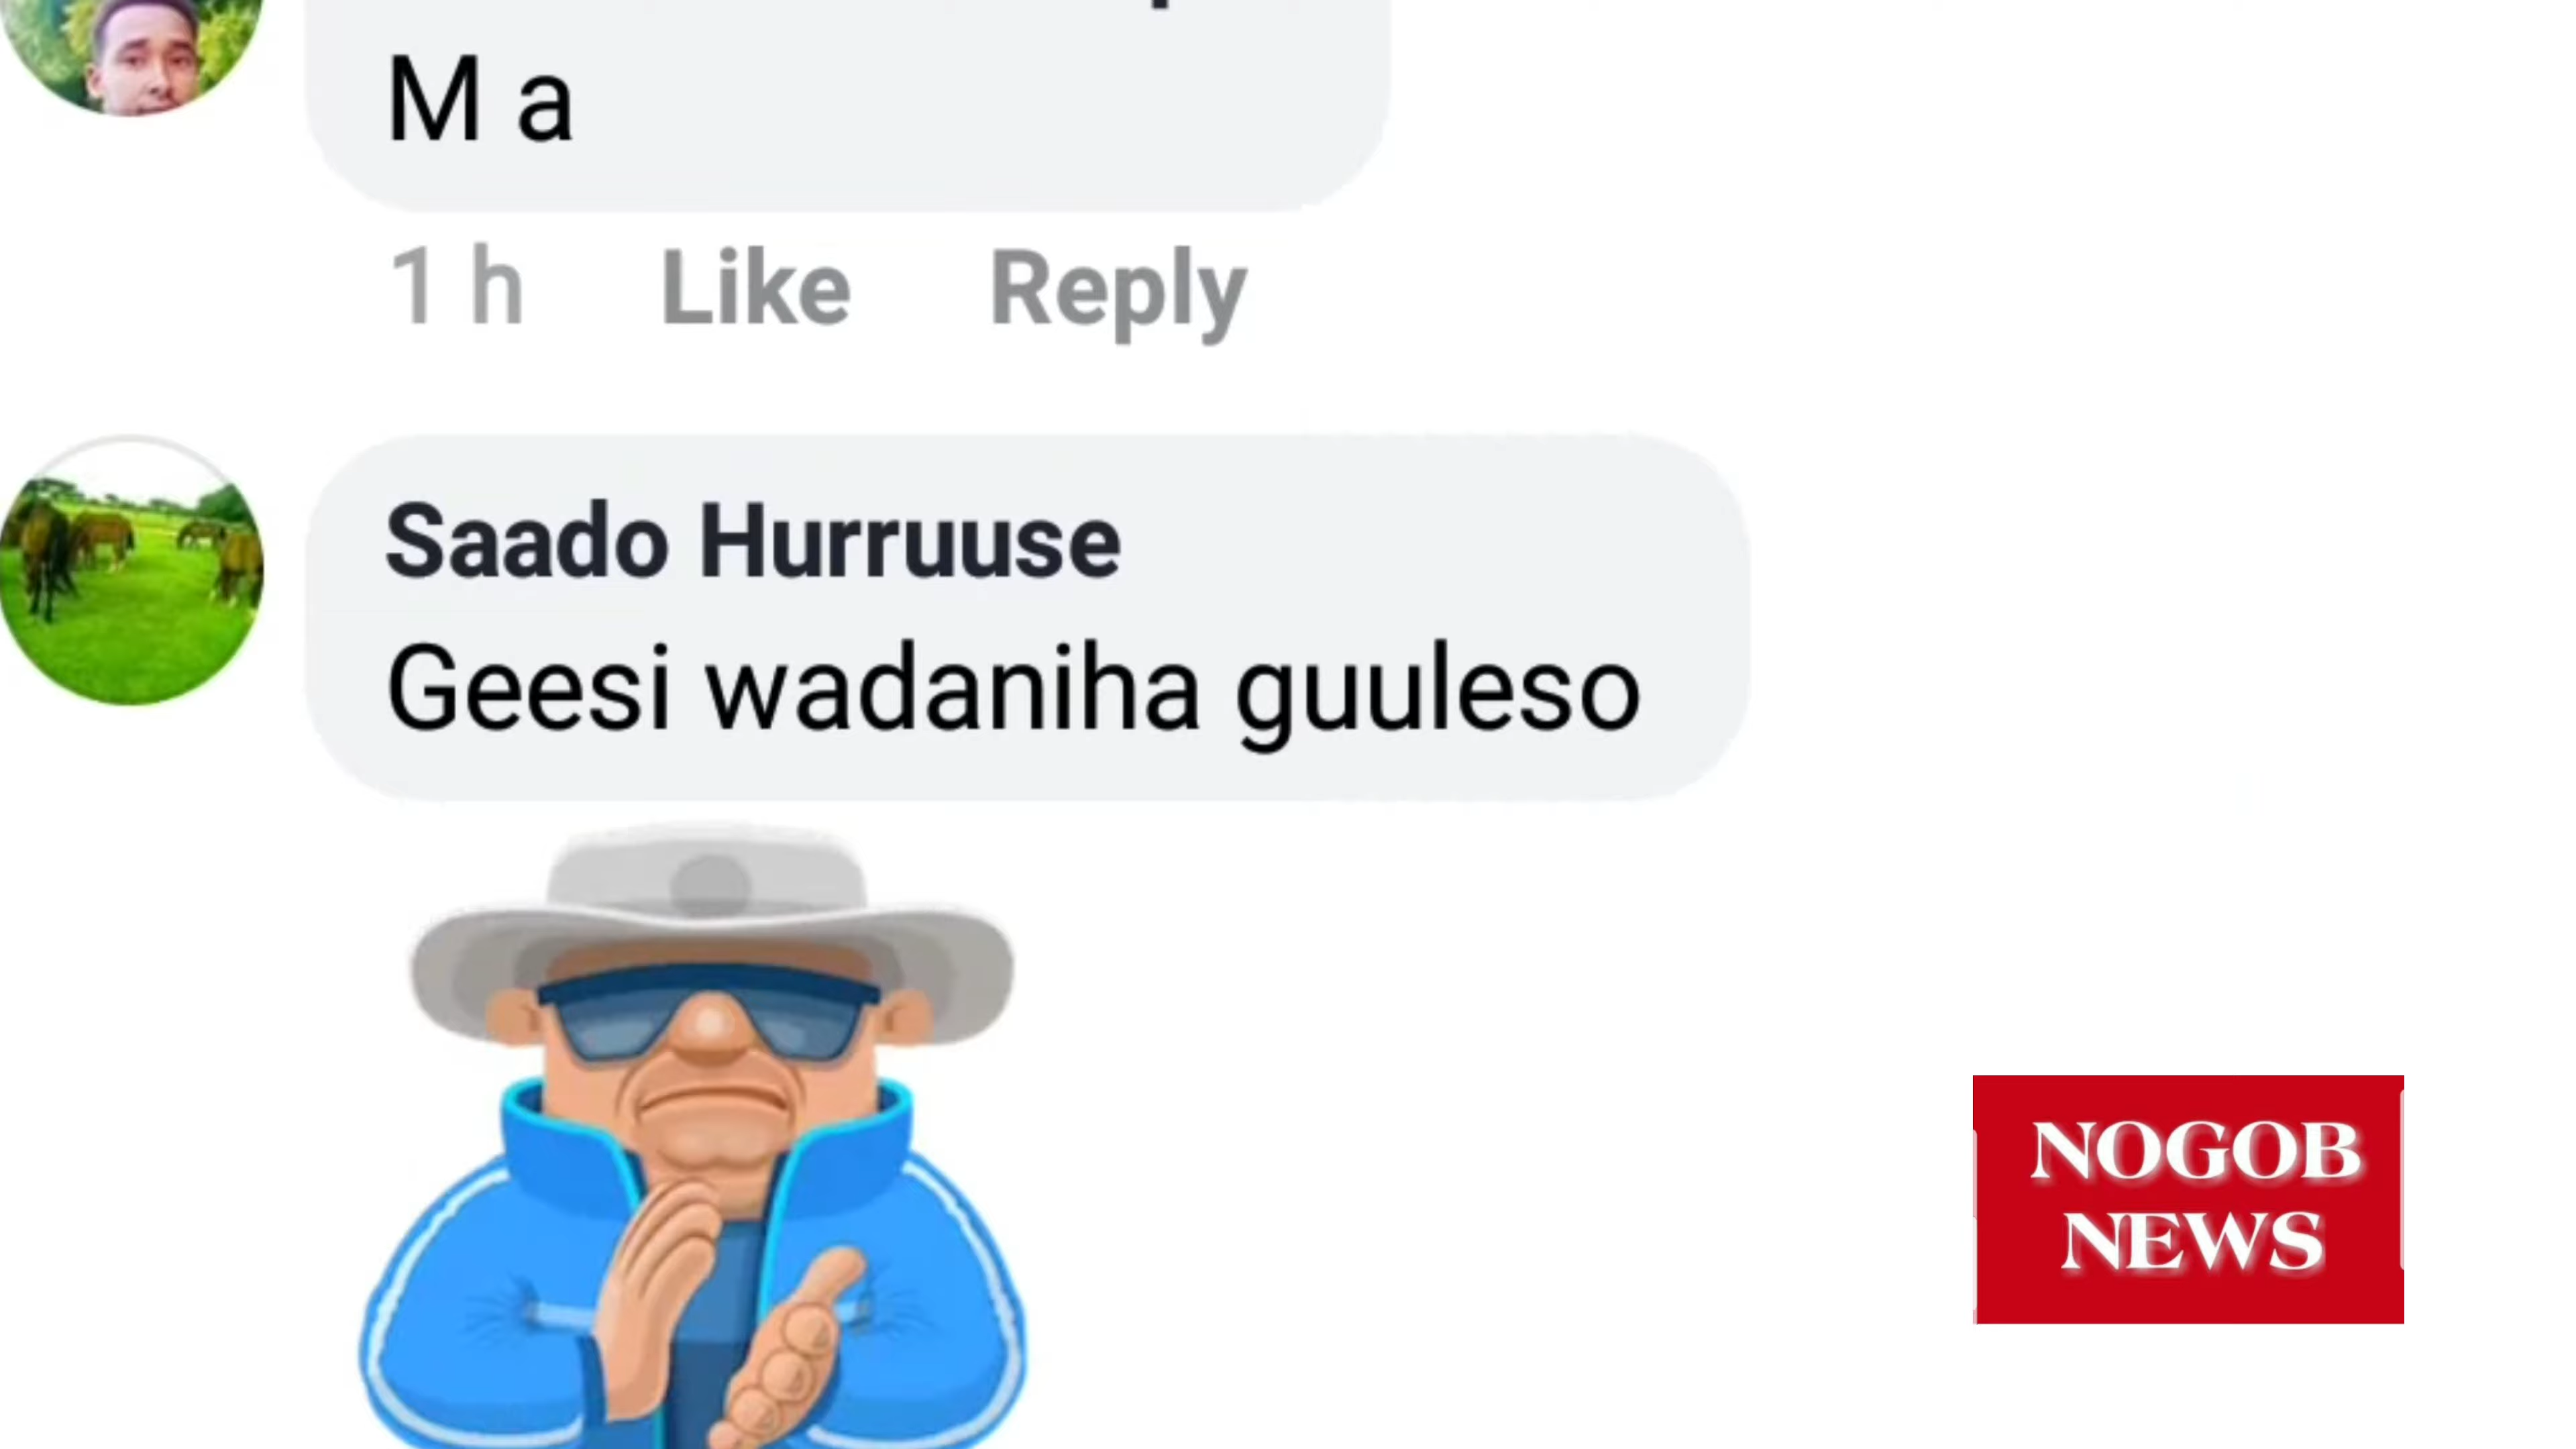 M a
1 h Like Reply
Saado Hurruuse
Geesi wadaniha guuleso
NOGOB
NEWS